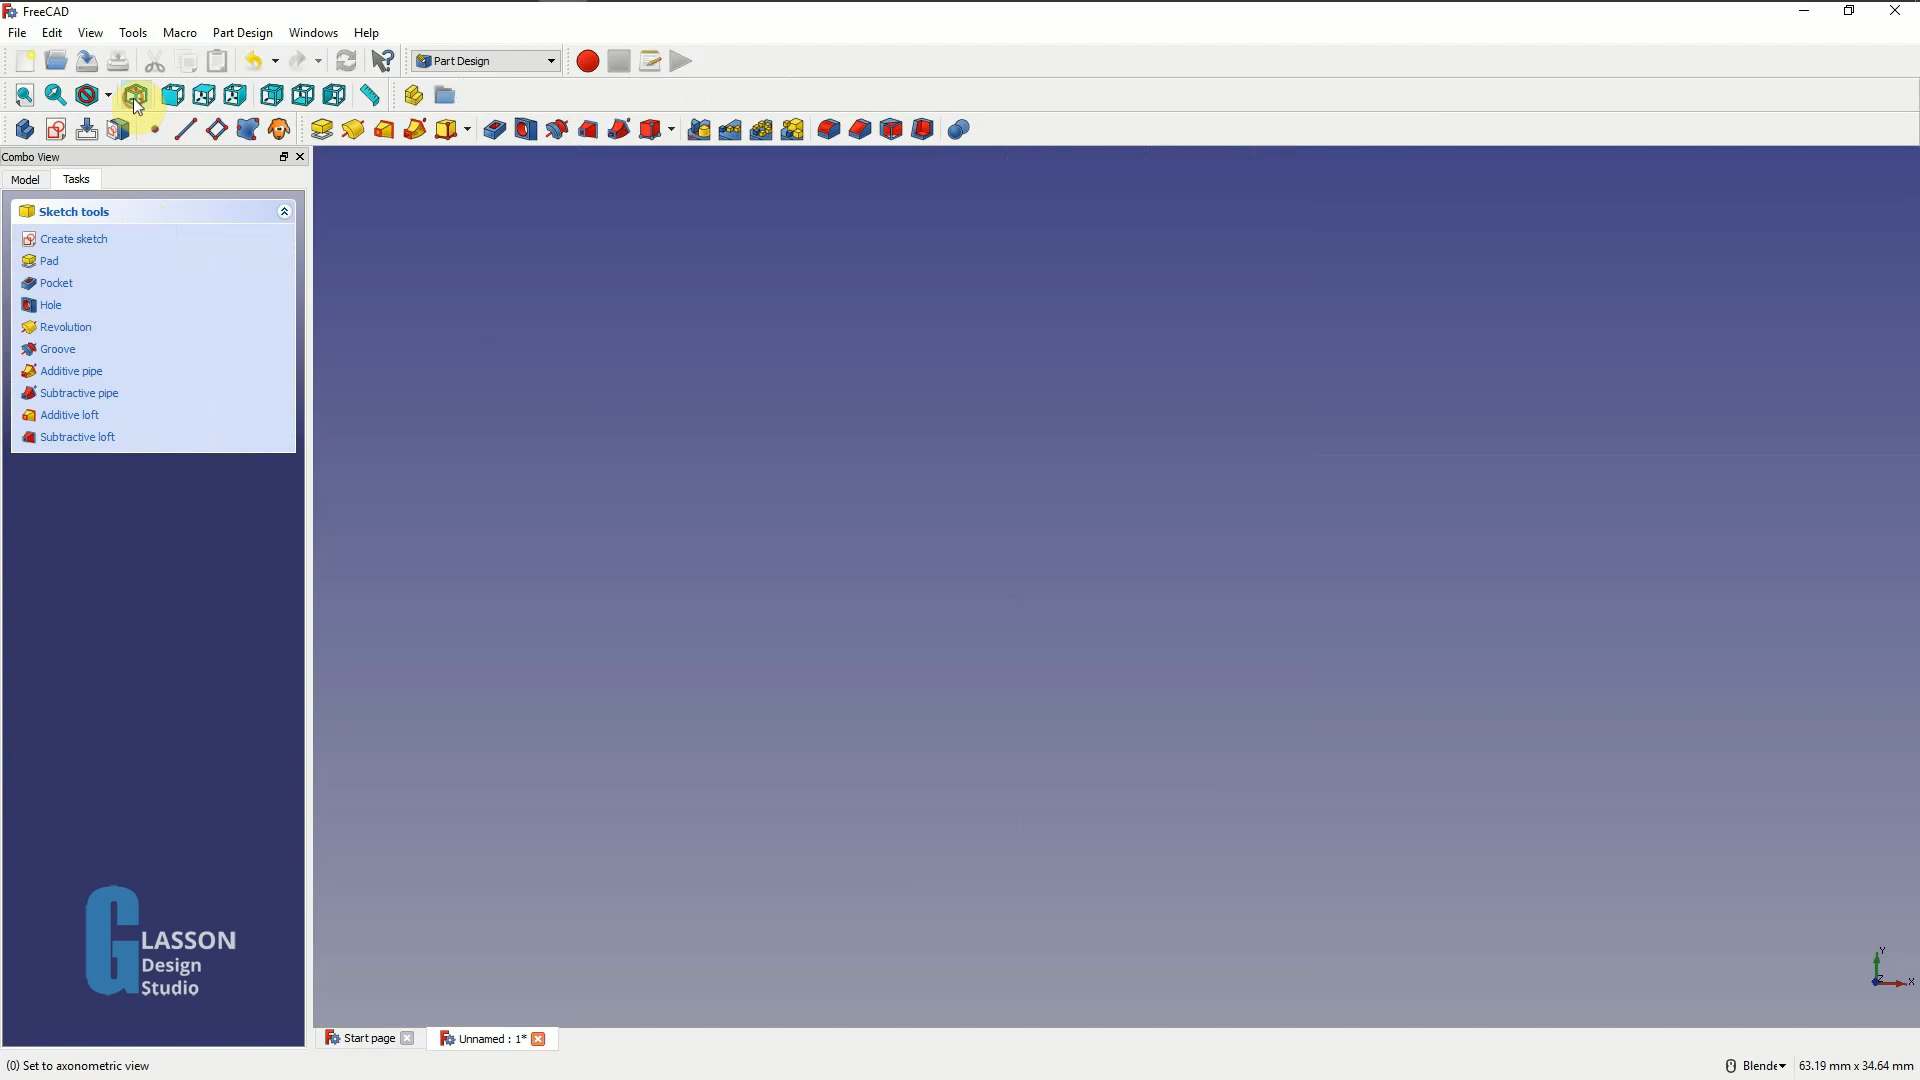 FreeCAD
File Edit View Tools Macro Part Design Windows Help
Part Design
Combo View
Model Tasks
Sketch tools
Create sketch
Pad
Pocket
Hole
Revolution
Groove
Additive pipe
Subtractive pipe
Additive loft
Subtractive loft
GLASSON
Design
Studio
Y
Z
X
Start page Unnamed : 1*
(0) Set to axonometric view Blende 63.19 mm x 34.64 mm